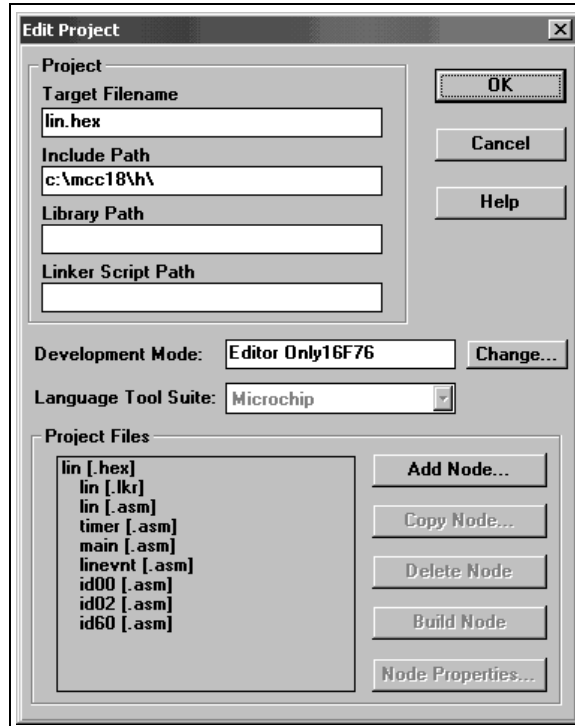 Edit Project
Project
Target Filename
lin.hex
Include Path
c:\mcc18\h\
Library Path
Linker Script Path
OK
Cancel
Help
Development Mode: Editor Only16F76 Change...
Language Tool Suite: Microchip
Project Files
lin [.hex]
lin [.lkr]
lin [.asm]
timer [.asm]
main [.asm]
linevnt [.asm]
id00 [.asm]
id02 [.asm]
id60 [.asm]
Add Node...
Copy Node...
Delete Node
Build Node
Node Properties...